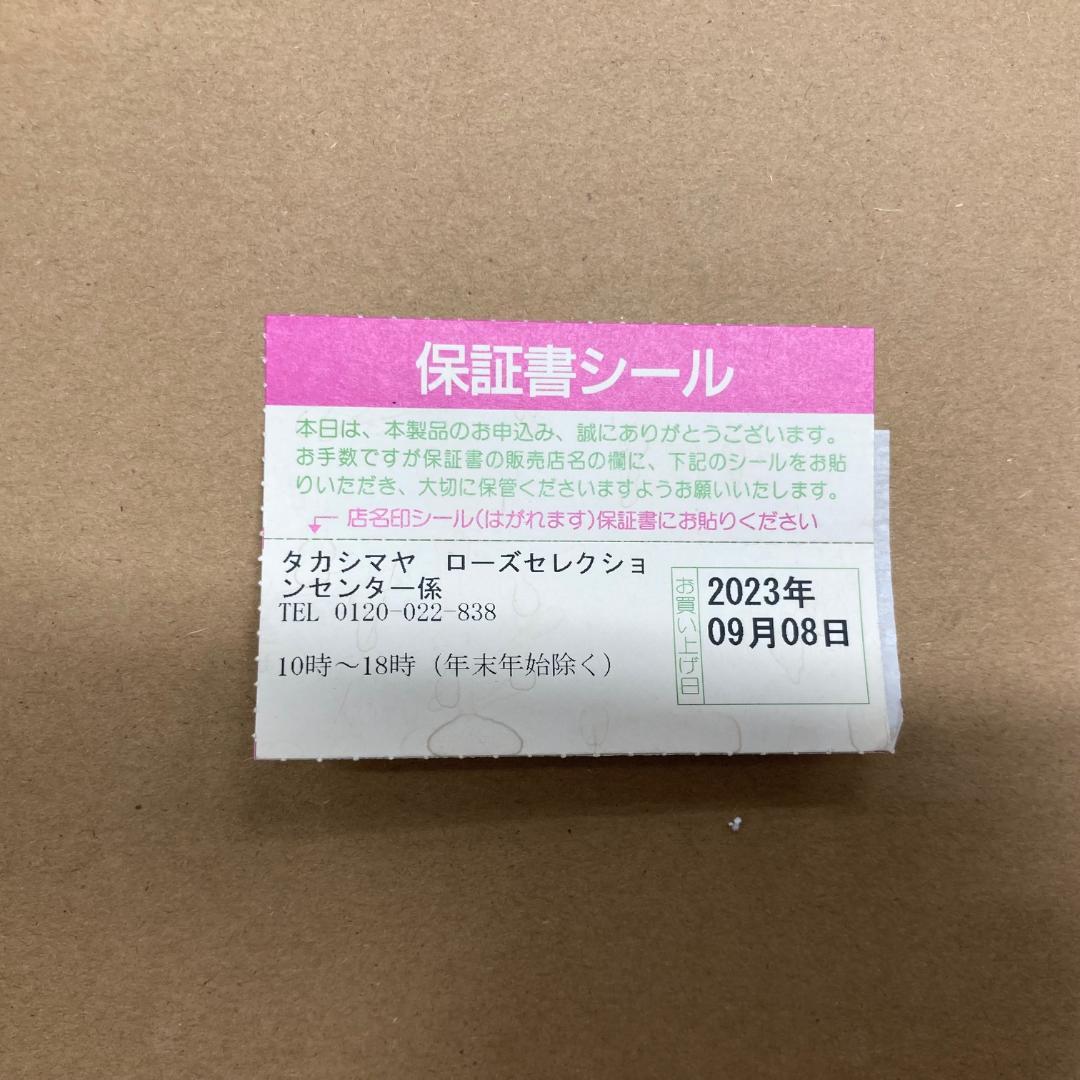 保証書シール
本日は、本製品のお申込み、誠にありがとうございます。
お手数ですが保証書の販売店名の欄に、下記のシールをお貼
りいただき、大切に保管くださいますようお願いいたします。
店名印シール(はがれます)保証書にお貼りください
タカシマヤ　ローズセレクショ
ンセンター係
TEL 0120-022-838
10時～18時（年末年始除く）
お買い上げ日
2023年
09月08日